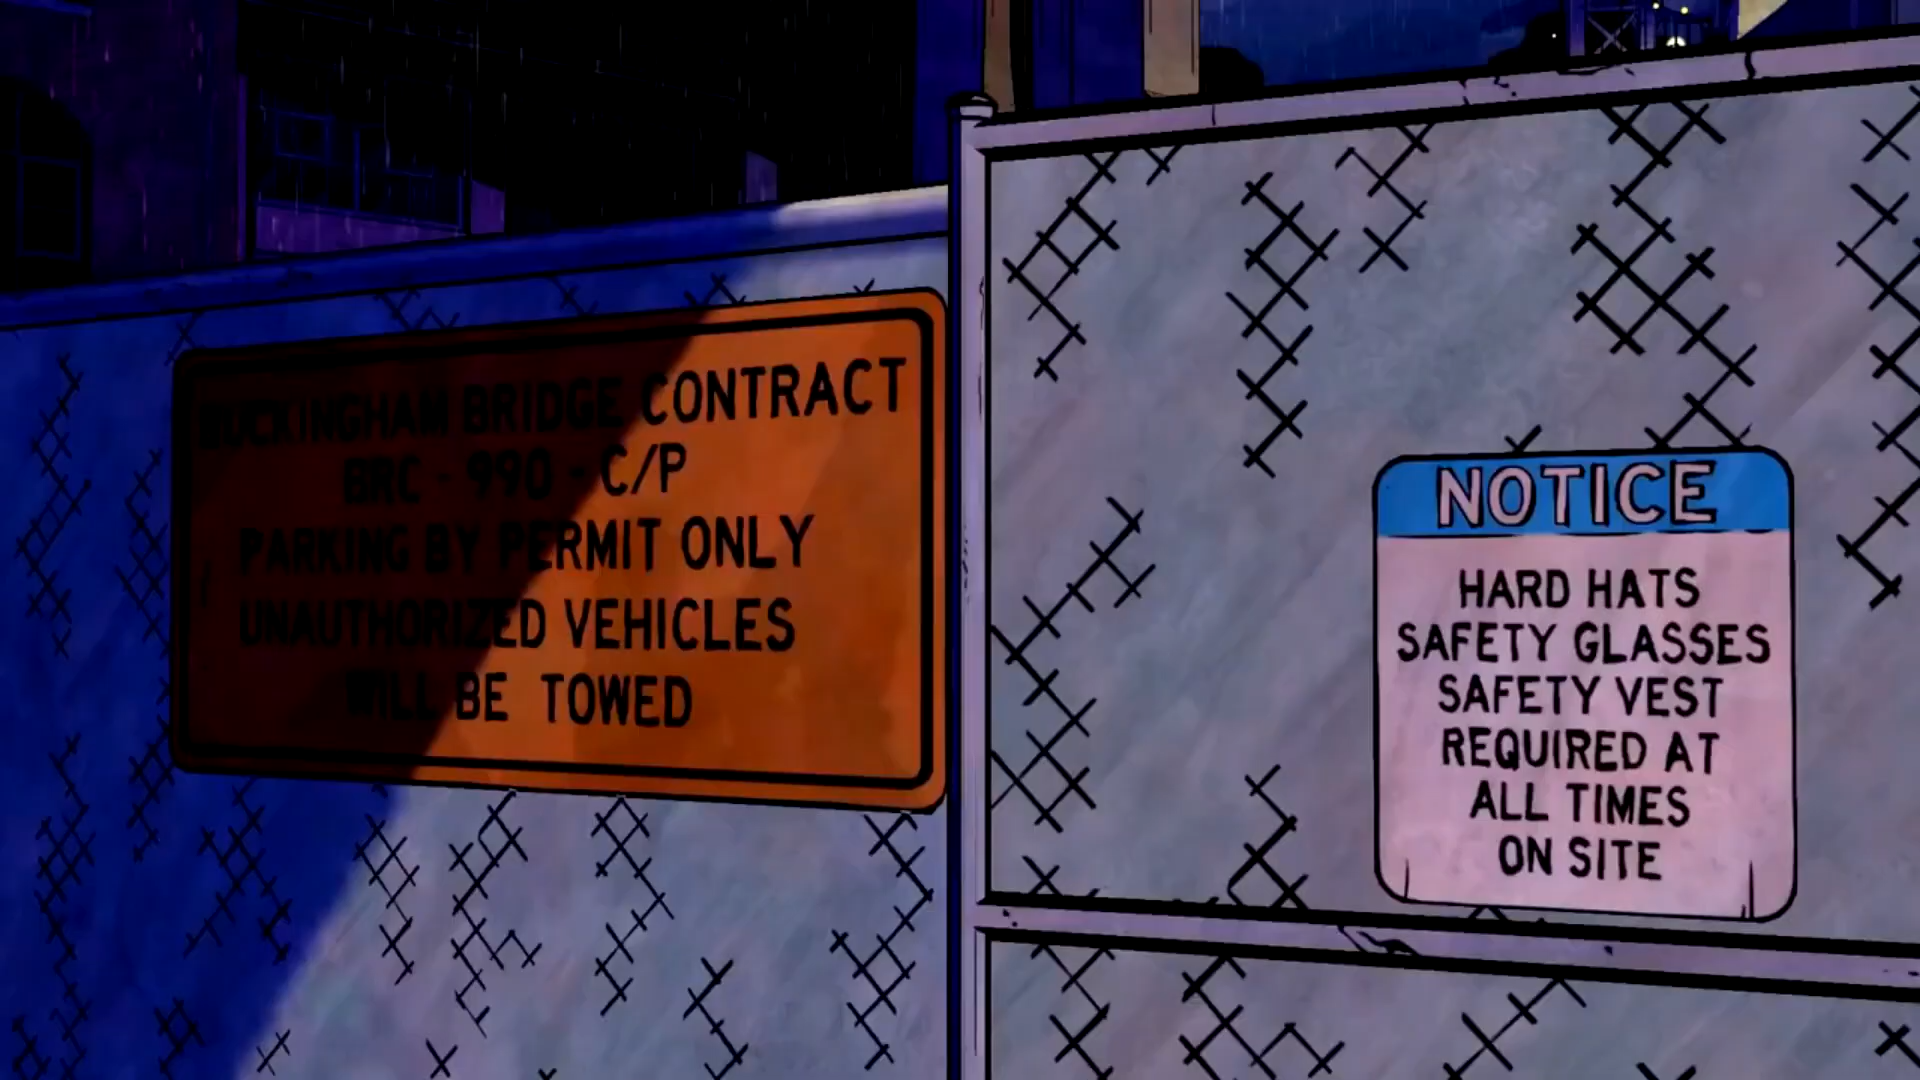 BUCKINGHAM BRIDGE CONTRACT
BRC - 990 - C/P
PARKING BY PERMIT ONLY
UNAUTHORIZED VEHICLES
WILL BE TOWED
NOTICE
HARD HATS
SAFETY GLASSES
SAFETY VEST
REQUIRED AT
ALL TIMES
ON SITE